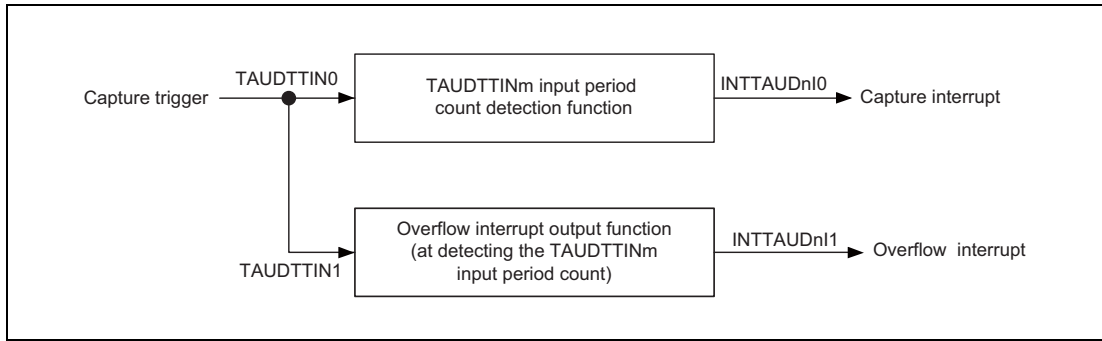 TAUDTTIN0
Capture trigger
TAUDTTINm input period
count detection function
INTTAUDnI0
Capture interrupt
TAUDTTIN1
Overflow interrupt output function
(at detecting the TAUDTTINm
input period count)
INTTAUDnI1
Overflow interrupt